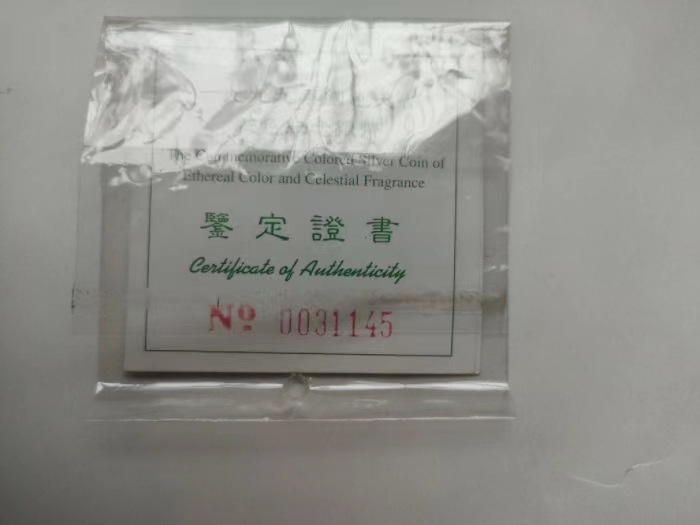 The Commemorative Colored Silver Coin of
Ethereal Color and Celestial Fragrance
鑒定證書
Certificate of Authenticity
Nº 0031145